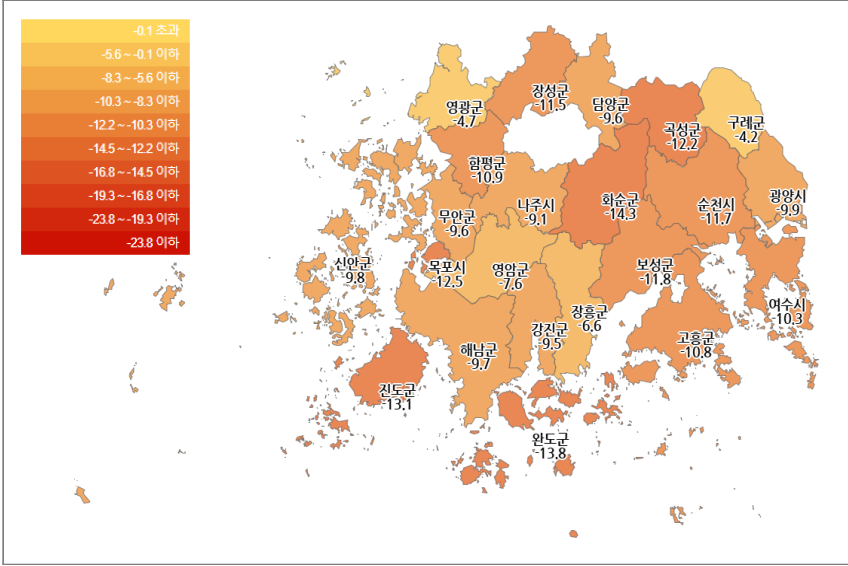 -0.1 초과
-5.6 ~ -0.1 이하
-8.3 ~ -5.6 이하
-10.3 ~ -8.3 이하
-12.2 ~ -10.3 이하
-14.5 ~ -12.2 이하
-16.8 ~ -14.5 이하
-19.3 ~ -16.8 이하
-23.8 ~ -19.3 이하
-23.8 이하
장성군
-11.5
영광군
-4.7
담양군
-9.6
곡성군
-12.2
구례군
-4.2
함평군
-10.9
나주시
-9.1
화순군
-14.3
순천시
-11.7
광양시
-9.9
무안군
-9.6
신안군
-9.8
목포시
-12.5
영암군
-7.6
보성군
-11.8
장흥군
-6.6
여수시
-10.3
강진군
-9.5
고흥군
-10.8
해남군
-9.7
진도군
-13.1
완도군
-13.8